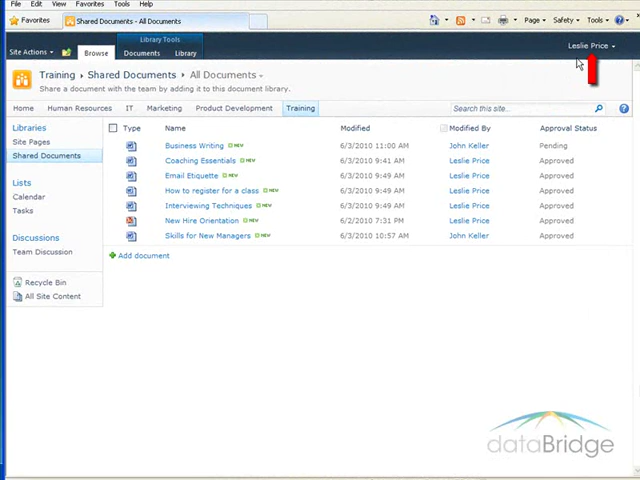 File Edit View Favorites Tools Help
Favorites Shared Documents - All Documents Page Safety Tools
Library Tools Leslie Price
Site Actions Browse Documents Library
Training Shared Documents All Documents
Share a document with the team by adding it to this document library.
Home Human Resources IT Marketing Product Development Training Search this site...
Libraries
Site Pages
Shared Documents
Lists
Calendar
Tasks
Discussions
Team Discussion
Recycle Bin
All Site Content
Type Name Modified Modified By Approval Status
Business Writing NEW 6/3/2010 11:00 AM John Keller Pending
Coaching Essentials NEW 6/3/2010 9:41 AM Leslie Price Approved
Email Etiquette NEW 6/3/2010 9:49 AM Leslie Price Approved
How to register for a class NEW 6/3/2010 9:49 AM Leslie Price Approved
Interviewing Techniques NEW 6/3/2010 9:49 AM Leslie Price Approved
New Hire Orientation NEW 6/2/2010 7:31 PM Leslie Price Approved
Skills for New Managers NEW 6/3/2010 10:57 AM John Keller Approved
Add document
dataBridge